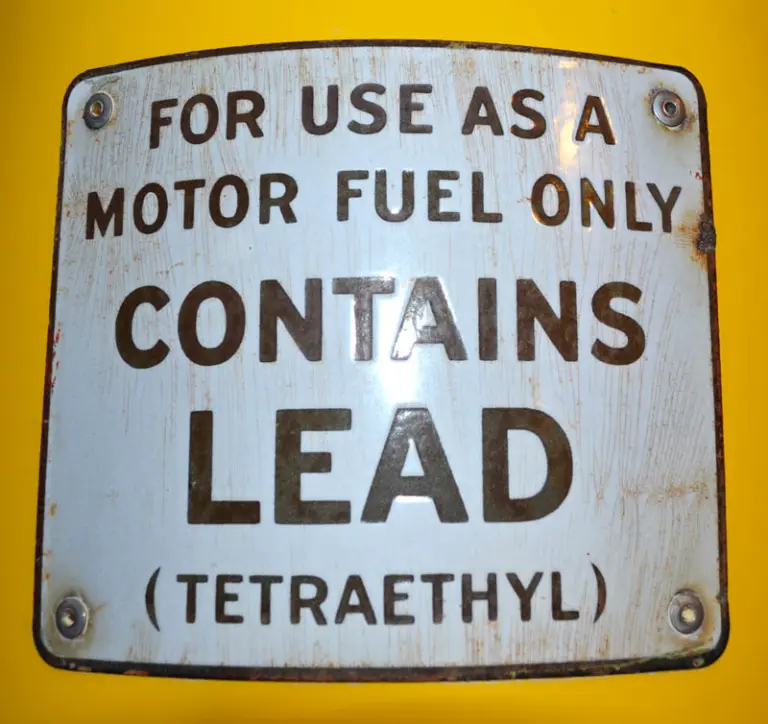 FOR USE AS A
MOTOR FUEL ONLY
CONTAINS
LEAD
(TETRAETHYL)